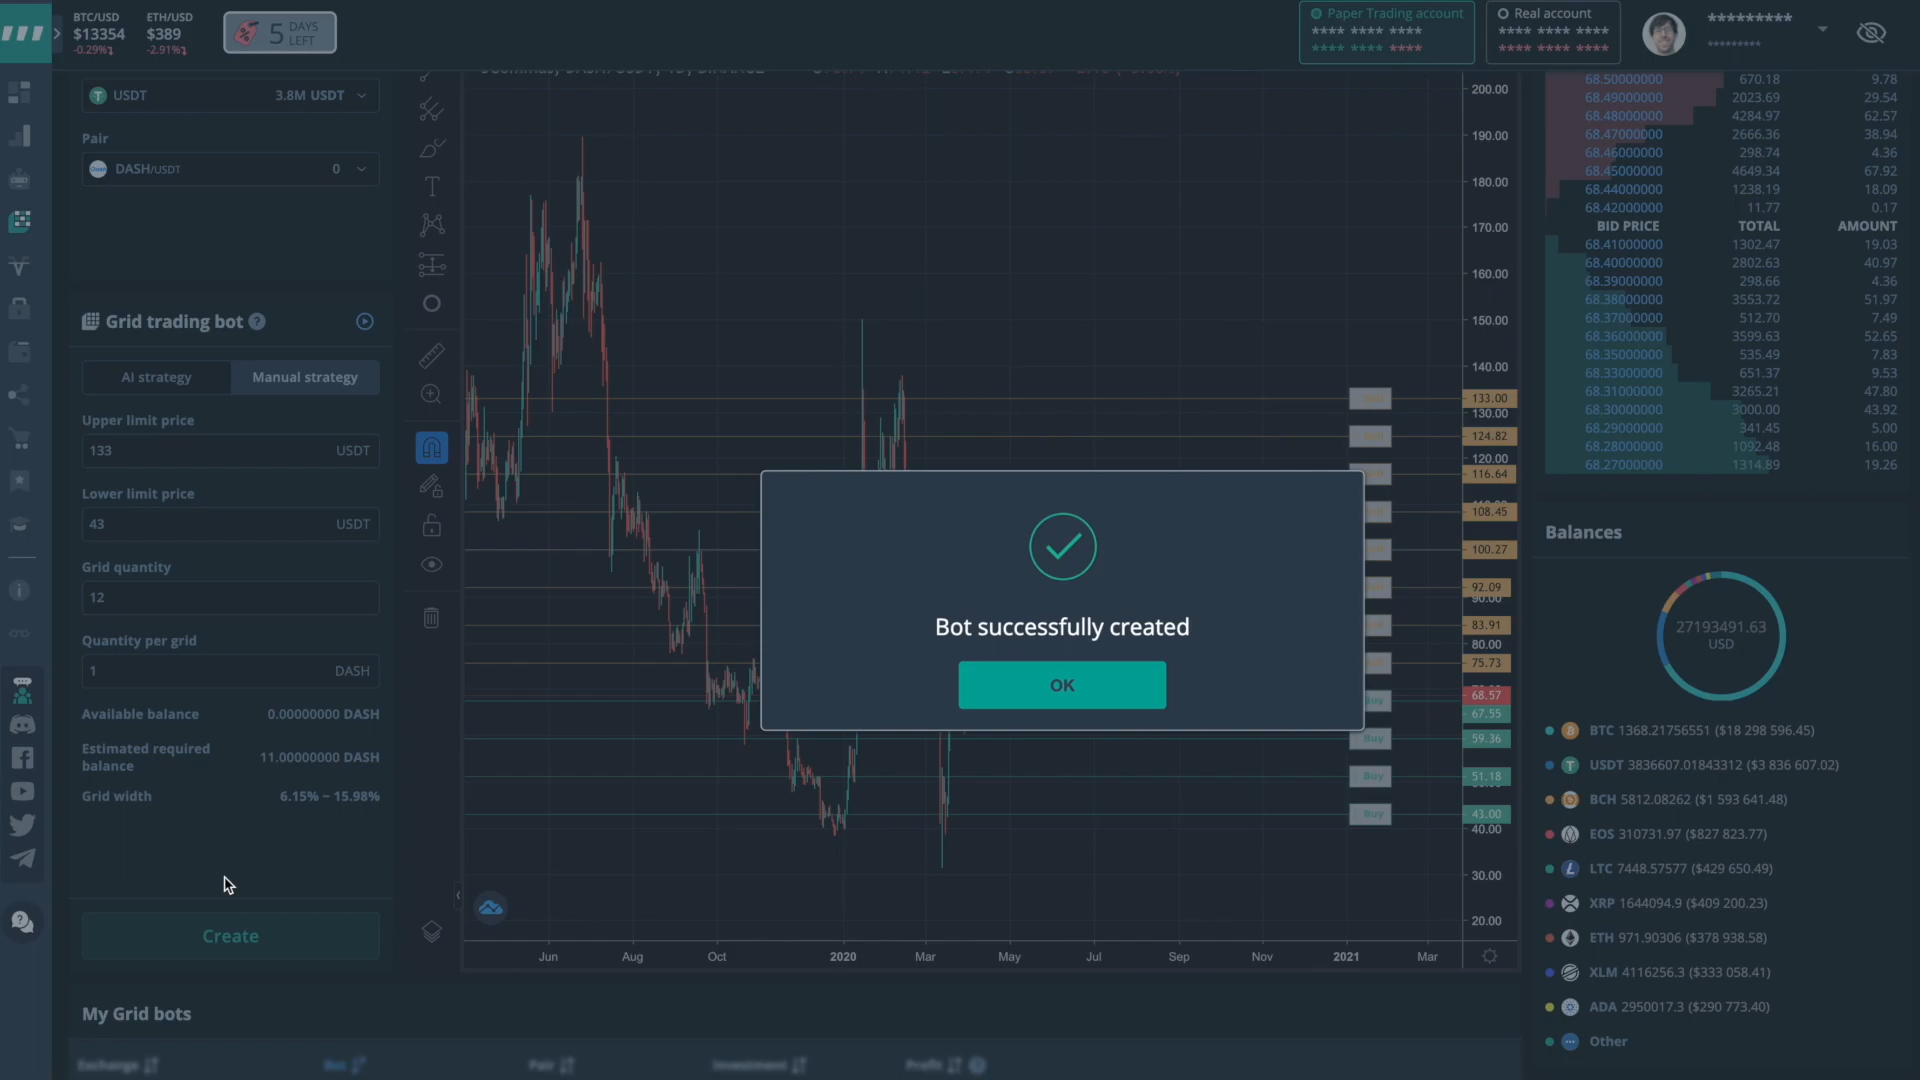 BTC/USD
$13354
-0.29%
ETH/USD
$389
-2.91%
5 DAYS LEFT
Paper Trading account
**** **** ****
**** **** ****
Real account
**** **** ****
**** **** ****
*********
*********
USDT
3.8M USDT
Pair
DASH/USDT
0
Grid trading bot
?
AI strategy
Manual strategy
Upper limit price
133
USDT
Lower limit price
43
USDT
Grid quantity
12
Quantity per grid
1
DASH
Available balance
0.00000000 DASH
Estimated required balance
11.00000000 DASH
Grid width
6.15% ~ 15.98%
Create
200.00
190.00
180.00
170.00
160.00
150.00
140.00
133.00
130.00
124.82
120.00
116.64
108.45
100.27
92.09
90.00
83.91
80.00
75.73
68.57
67.55
59.36
51.18
43.00
40.00
30.00
20.00
Buy
Buy
Buy
Buy
Jun
Aug
Oct
2020
Mar
May
Jul
Sep
Nov
2021
Mar
Bot successfully created
OK
68.50000000 670.18 9.78
68.49000000 2023.69 29.54
68.48000000 4284.97 62.57
68.47000000 2666.36 38.94
68.46000000 298.74 4.36
68.45000000 4649.34 67.92
68.44000000 1238.19 18.09
68.42000000 11.77 0.17
BID PRICE TOTAL AMOUNT
68.41000000 1302.47 19.03
68.40000000 2802.63 40.97
68.39000000 298.66 4.36
68.38000000 3553.72 51.97
68.37000000 512.70 7.49
68.36000000 3599.63 52.65
68.35000000 535.49 7.83
68.33000000 651.37 9.53
68.31000000 3265.21 47.80
68.30000000 3000.00 43.92
68.29000000 341.45 5.00
68.28000000 1092.48 16.00
68.27000000 1314.89 19.26
Balances
27193491.63
USD
BTC 1368.21756551 ($18 298 596.45)
USDT 3836607.01843312 ($3 836 607.02)
BCH 5812.08262 ($1 593 641.48)
EOS 310731.97 ($827 823.77)
LTC 7448.57577 ($429 650.49)
XRP 1644094.9 ($409 200.23)
ETH 971.90306 ($378 938.58)
XLM 4116256.3 ($333 058.41)
ADA 2950017.3 ($290 773.40)
Other
My Grid bots
Exchange
Bot
Pair
Investment
Profit